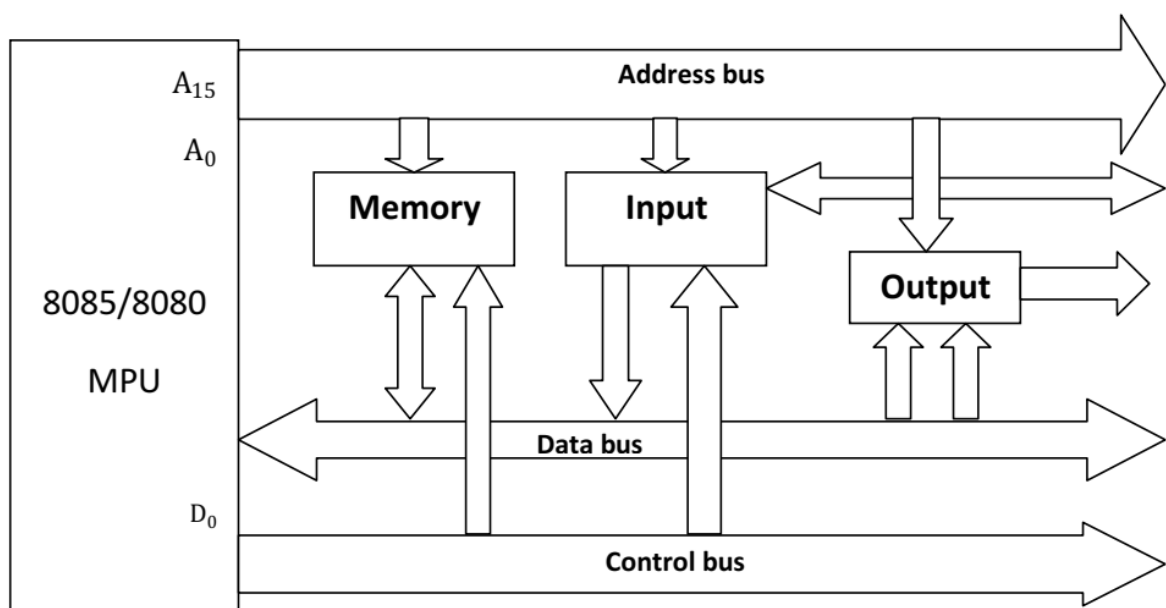 Address bus
A₁₅
A₀
Memory
Input
Output
8085/8080
MPU
Data bus
D₀
Control bus